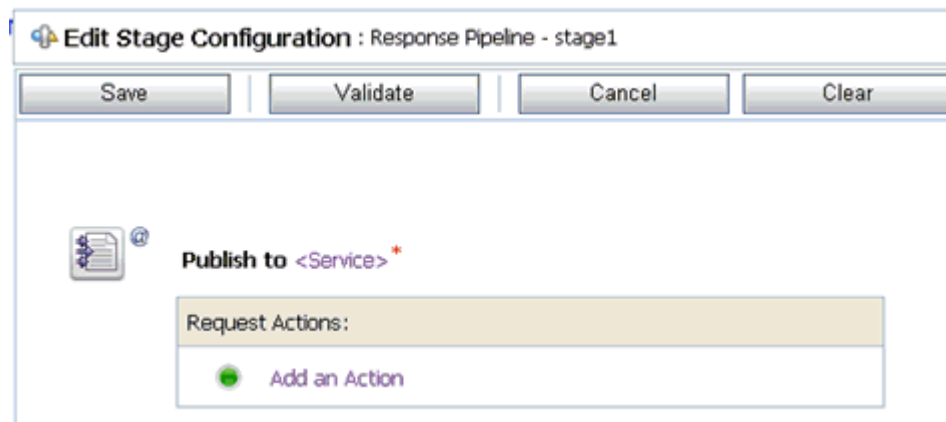 Edit Stage Configuration : Response Pipeline - stage1
Save Validate Cancel Clear
@
Publish to <Service>*
Request Actions:
Add an Action